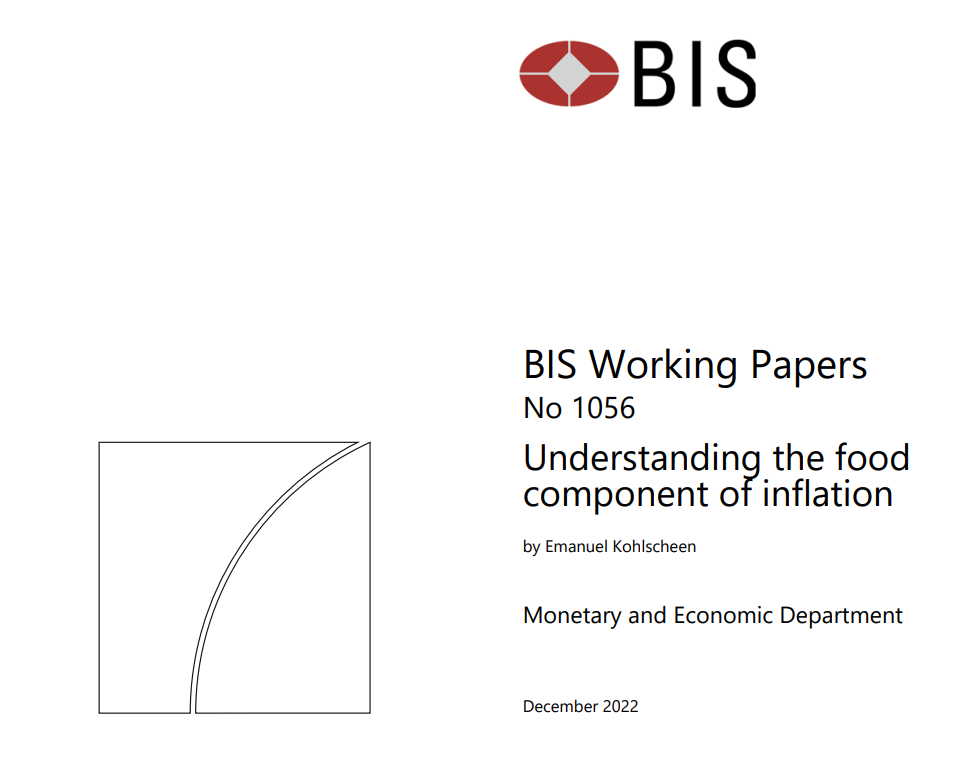 BIS
BIS Working Papers
No 1056
Understanding the food
component of inflation
by Emanuel Kohlscheen
Monetary and Economic Department
December 2022